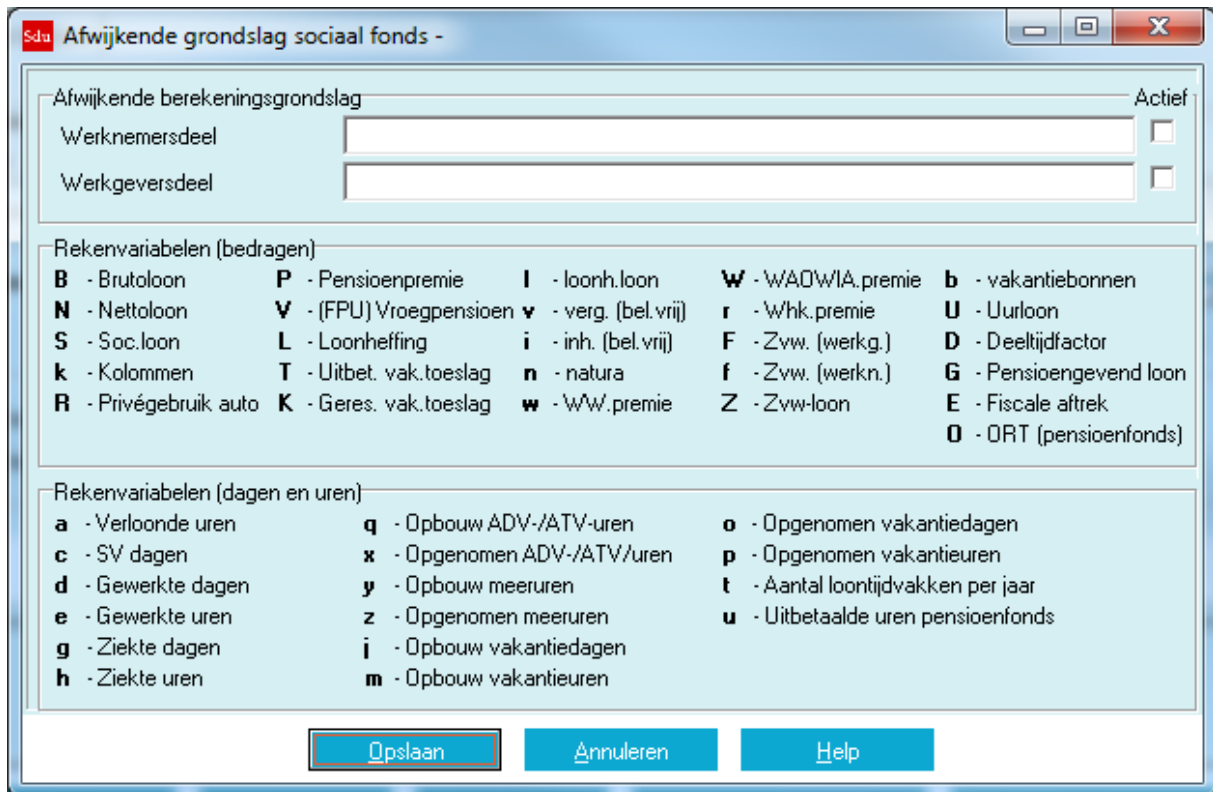 Sdu Afwijkende grondslag sociaal fonds -
Afwijkende berekeningsgrondslag Actief
Werknemersdeel
Werkgeversdeel
Rekenvariabelen (bedragen)
B - Brutoloon P - Pensioenpremie l - loonh.loon W - WAOWIA.premie b - vakantiebonnen
N - Nettoloon V - (FPU) Vroegpensioen v - verg. (bel.vrij) r - Whk.premie U - Uurloon
S - Soc.loon L - Loonheffing i - inh. (bel.vrij) F - Zvw. (werkg.) D - Deeltijdfactor
k - Kolommen T - Uitbet. vak.toeslag n - natura f - Zvw. (werkn.) G - Pensioengevend loon
R - Privégebruik auto K - Geres. vak.toeslag w - WW.premie Z - Zvw-loon E - Fiscale aftrek
O - ORT (pensioenfonds)
Rekenvariabelen (dagen en uren)
a - Verloonde uren q - Opbouw ADV-/ATV-uren o - Opgenomen vakantiedagen
c - SV dagen x - Opgenomen ADV-/ATV/uren p - Opgenomen vakantieuren
d - Gewerkte dagen y - Opbouw meeruren t - Aantal loontijdvakken per jaar
e - Gewerkte uren z - Opgenomen meeruren u - Uitbetaalde uren pensioenfonds
g - Ziekte dagen j - Opbouw vakantiedagen
h - Ziekte uren m - Opbouw vakantieuren
Opslaan Annuleren Help